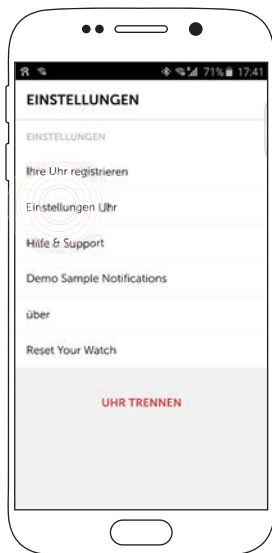 71% 17:41
EINSTELLUNGEN
EINSTELLUNGEN
Ihre Uhr registrieren
Einstellungen Uhr
Hilfe & Support
Demo Sample Notifications
über
Reset Your Watch
UHR TRENNEN